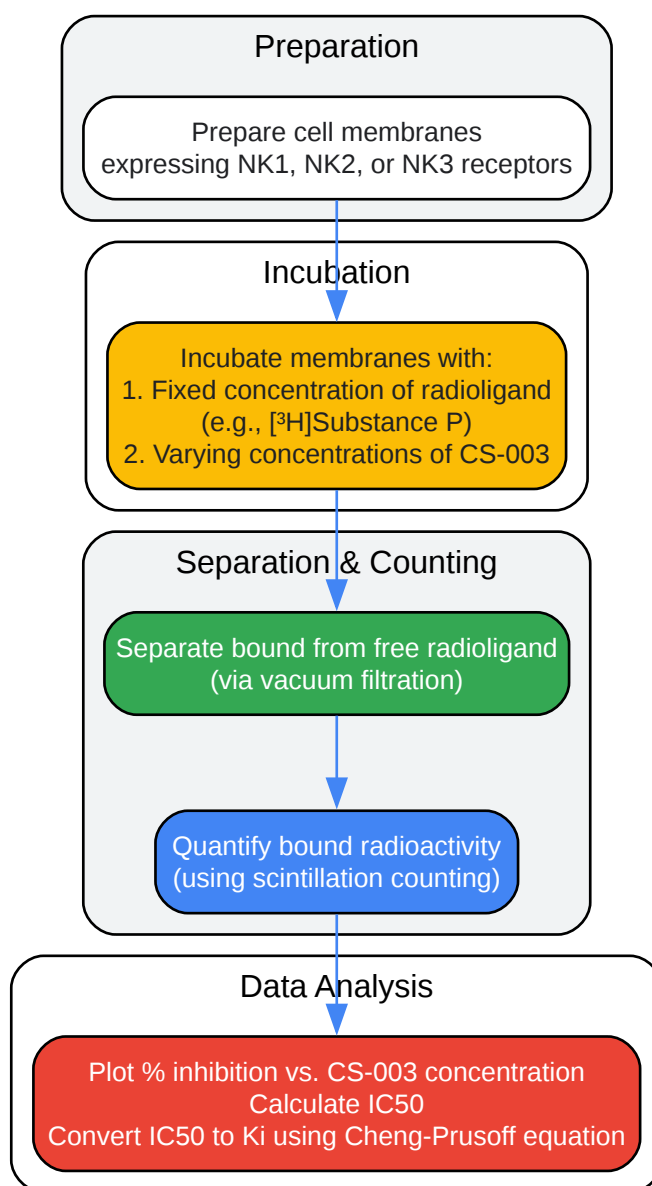 Preparation
Prepare cell membranes
expressing NK1, NK2, or NK3 receptors
Incubation
Incubate membranes with:
1. Fixed concentration of radioligand
(e.g., [³H]Substance P)
2. Varying concentrations of CS-003
Separation & Counting
Separate bound from free radioligand
(via vacuum filtration)
Quantify bound radioactivity
(using scintillation counting)
Data Analysis
Plot % inhibition vs. CS-003 concentration
Calculate IC50
Convert IC50 to Ki using Cheng-Prusoff equation